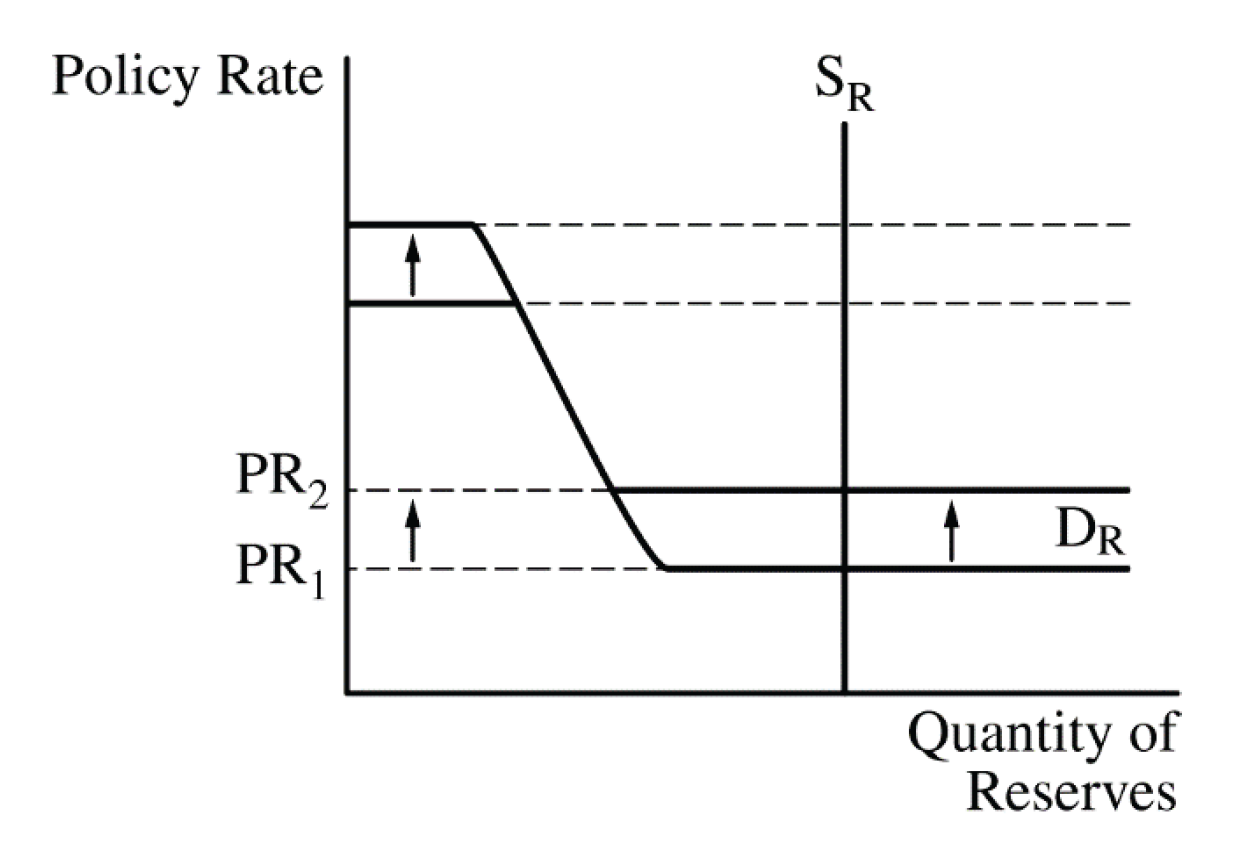 Policy Rate
S_R
PR_2
D_R
PR_1
Quantity of
Reserves